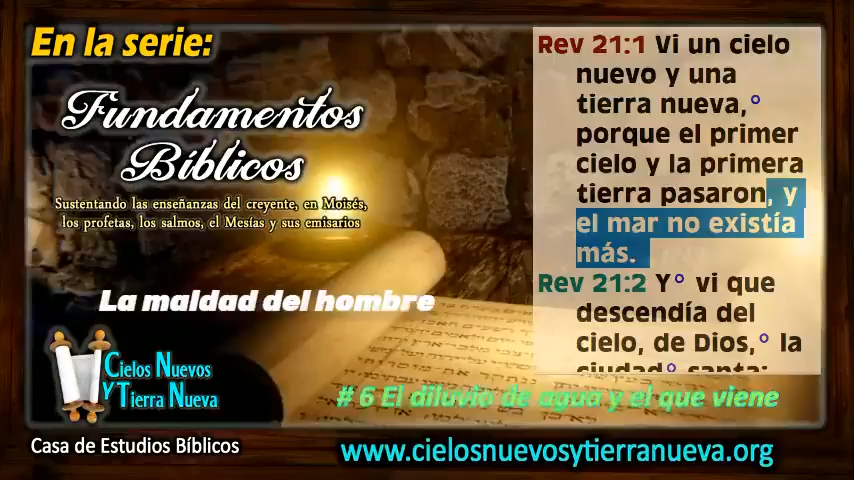 En la serie:
Fundamentos
Bíblicos
Sustentando las enseñanzas del creyente, en Moisés,
los profetas, los salmos, el Mesías y sus emisarios
La maldad del hombre
Cielos Nuevos
Y Tierra Nueva
Casa de Estudios Bíblicos
Rev 21:1 Vi un cielo
nuevo y una
tierra nueva,°
porque el primer
cielo y la primera
tierra pasaron, y
el mar no existía
más.
Rev 21:2 Y° vi que
descendía del
cielo, de Dios,° la
ciudad° santa:
# 6 El diluvio de agua y el que viene
www.cielosnuevosytierranueva.org